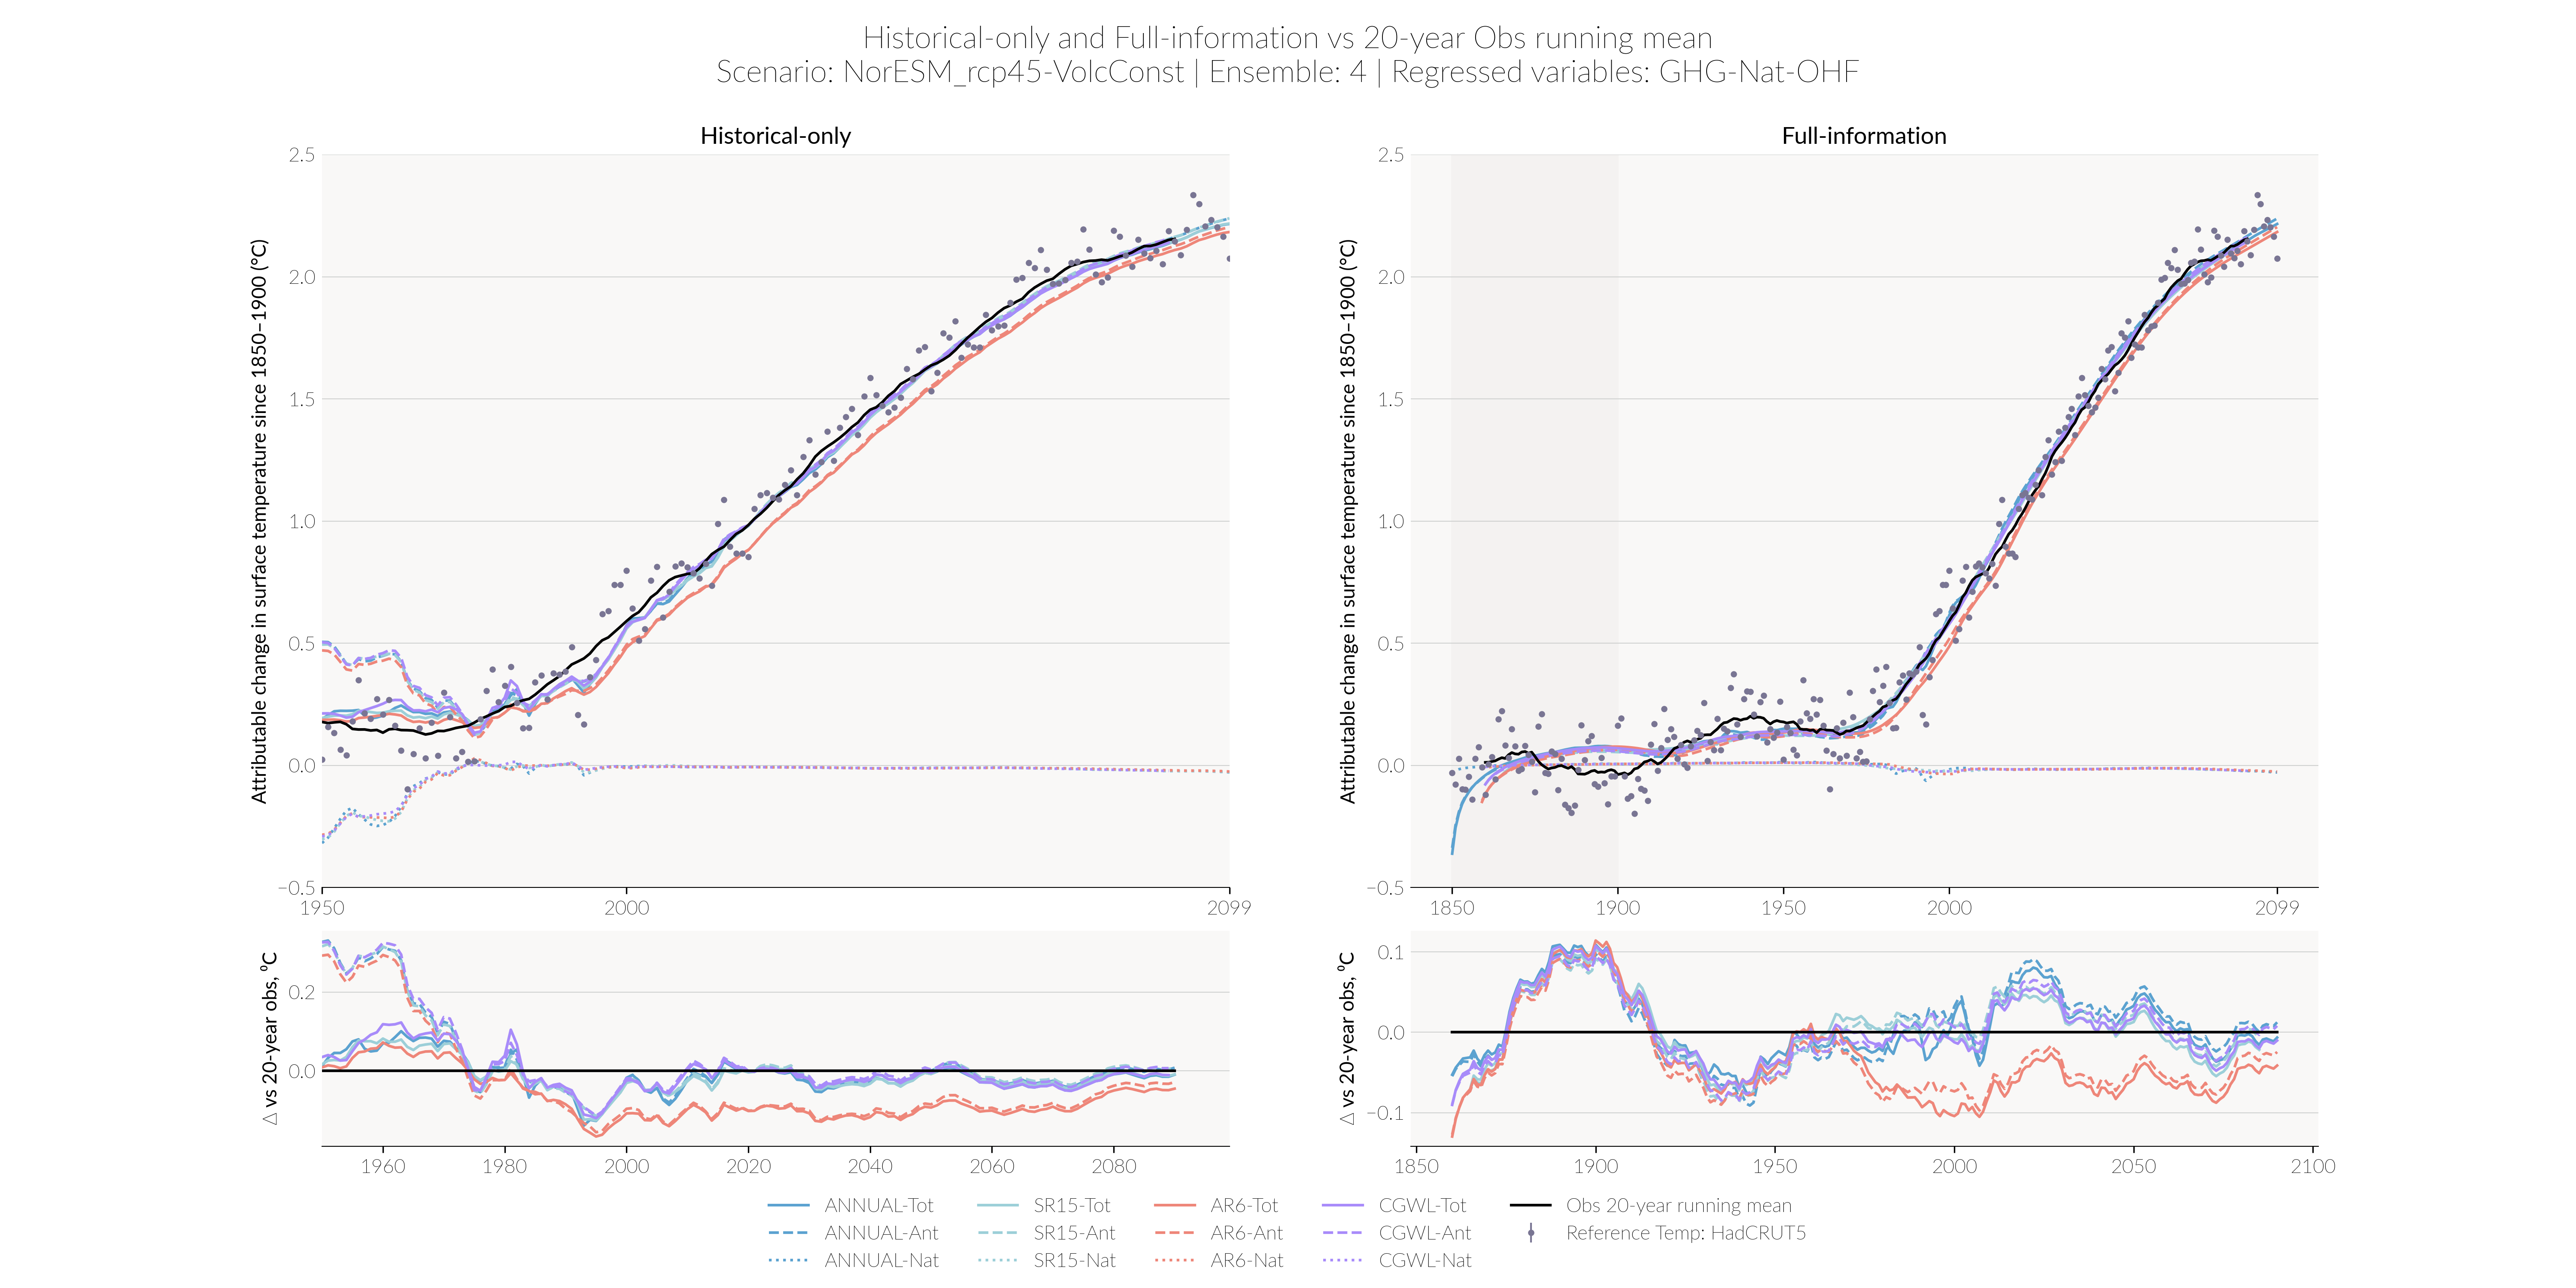 Historical-only and Full-information vs 20-year Obs running mean
Scenario: NorESM_rcp45-VolcConst | Ensemble: 4 | Regressed variables: GHG-Nat-OHF
Historical-only
Attributable change in surface temperature since 1850–1900 (°C)
2.5
2.0
1.5
1.0
0.5
0.0
−0.5
1950
2000
2099
Full-information
Attributable change in surface temperature since 1850–1900 (°C)
2.5
2.0
1.5
1.0
0.5
0.0
−0.5
1850
1900
1950
2000
2099
Δ vs 20-year obs, °C
0.2
0.0
1960
1980
2000
2020
2040
2060
2080
Δ vs 20-year obs, °C
0.1
0.0
−0.1
1850
1900
1950
2000
2050
2100
ANNUAL-Tot
ANNUAL-Ant
ANNUAL-Nat
SR15-Tot
SR15-Ant
SR15-Nat
AR6-Tot
AR6-Ant
AR6-Nat
CGWL-Tot
CGWL-Ant
CGWL-Nat
Obs 20-year running mean
Reference Temp: HadCRUT5